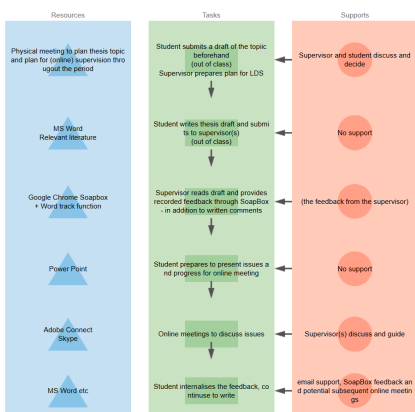 Resources
Tasks
Supports
Physical meeting to plan thesis topic
and plan for (online) supervision thro
ugout the period
Student submits a draft of the topic
beforehand
(out of class)
Supervisor prepares plan for LDS
Supervisor and student discuss and
decide
MS Word
Relevant literature
Student writes thesis draft and submi
ts to supervisor(s)
(out of class)
No support
Google Chrome Soapbox
+ Word track function
Supervisor reads draft and provides
recorded feedback through SoapBox
- in addition to written comments
(the feedback from the supervisor)
Power Point
Student prepares to present issues a
nd progress for online meeting
No support
Adobe Connect
Skype
Online meetings to discuss issues
Supervisor(s) discuss and guide
MS Word etc
Student internalises the feedback, co
ntinuse to write
email support, SoapBox feedback an
d potential subsequent online meetin
gs